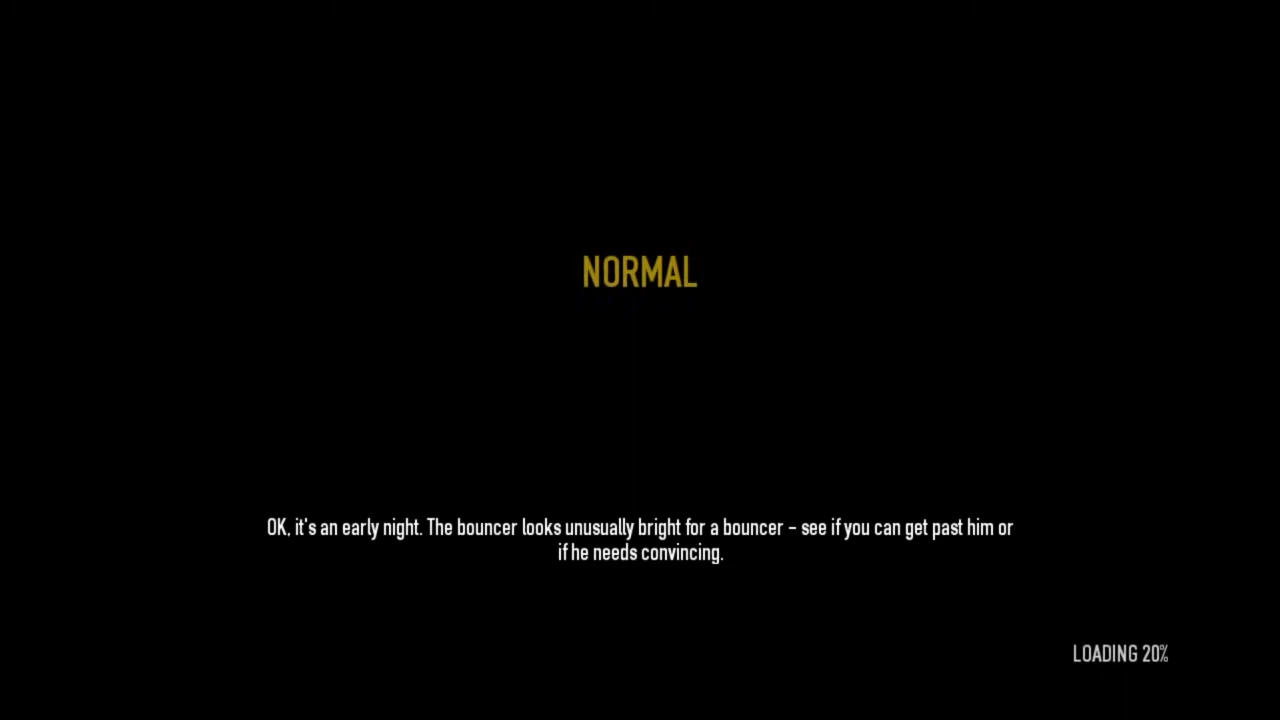 NORMAL
OK, it's an early night. The bouncer looks unusually bright for a bouncer - see if you can get past him or
if he needs convincing.
LOADING 20%